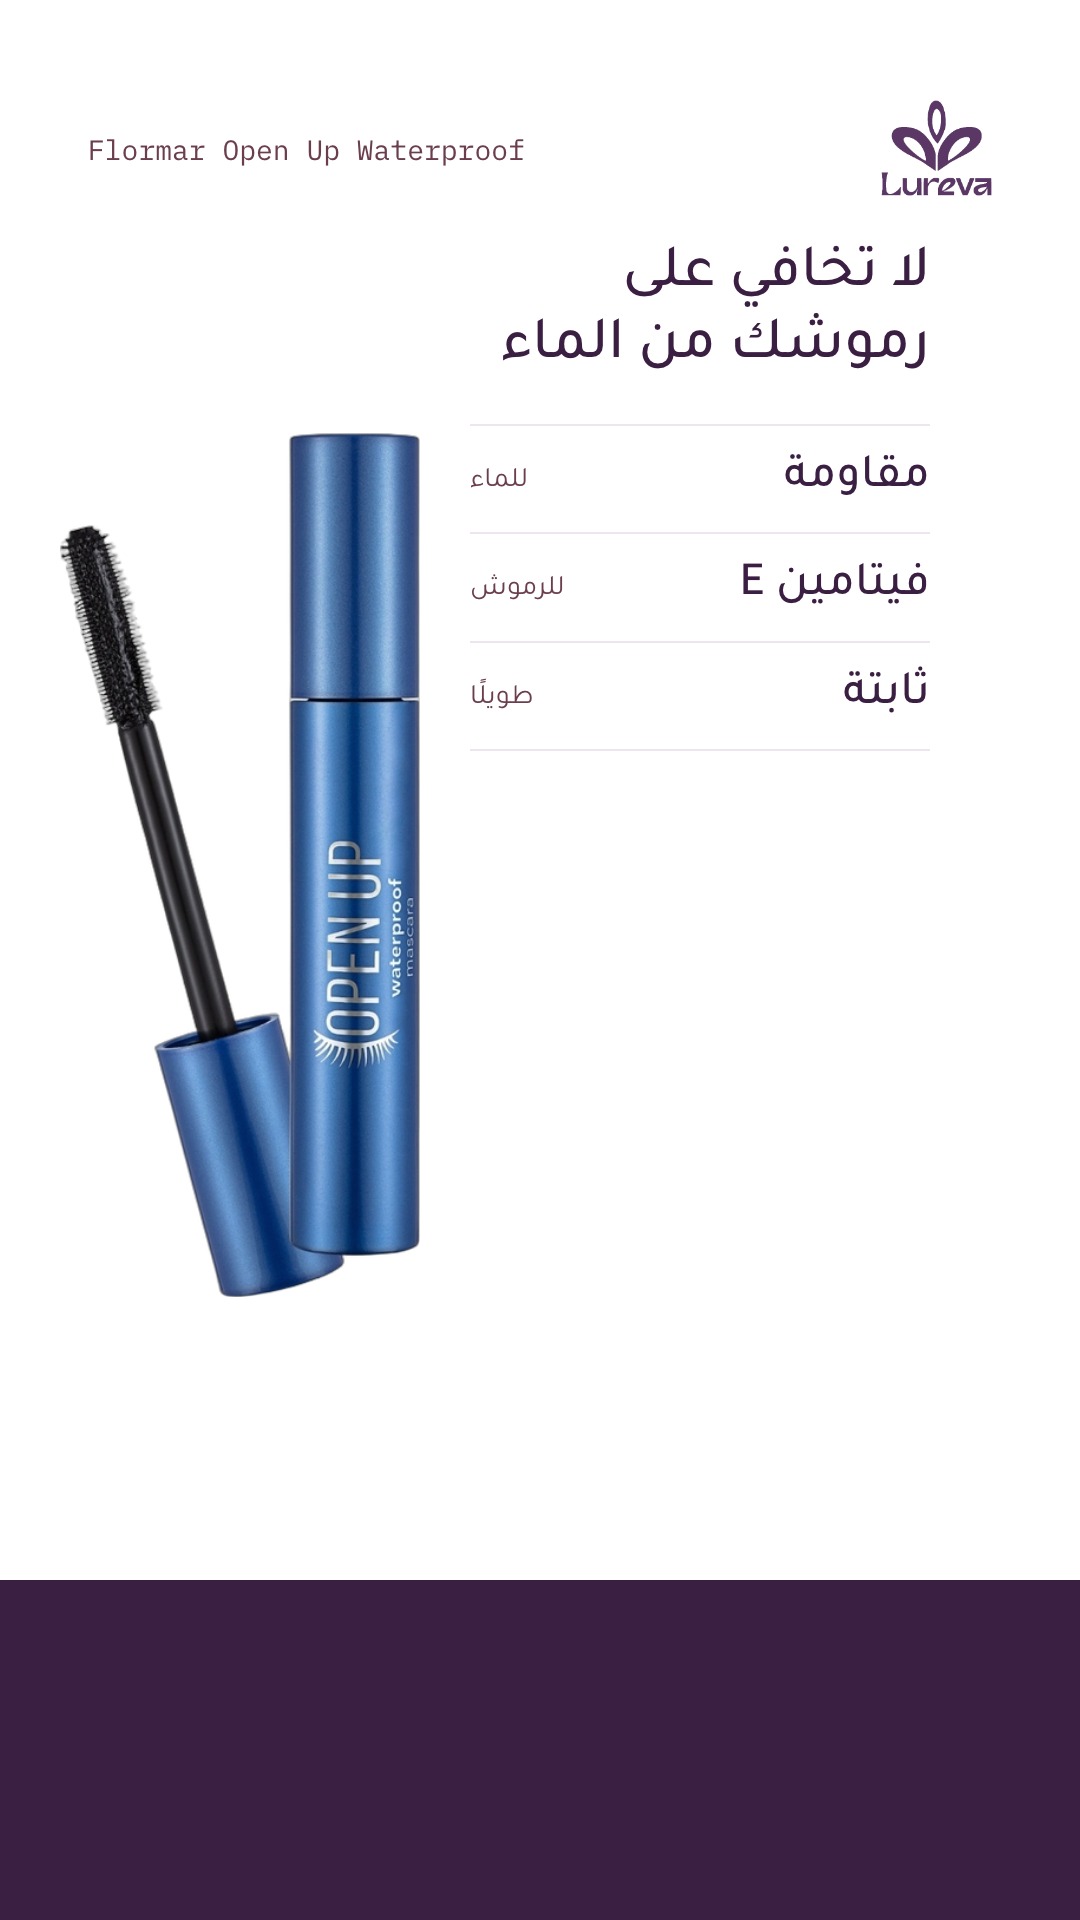 Flormar Open Up Waterproof
Lureva
لا تخافي على
رموشك من الماء
مقاومة للماء
فيتامين E للرموش
ثابتة طويلًا
OPEN UP
waterproof
mascara